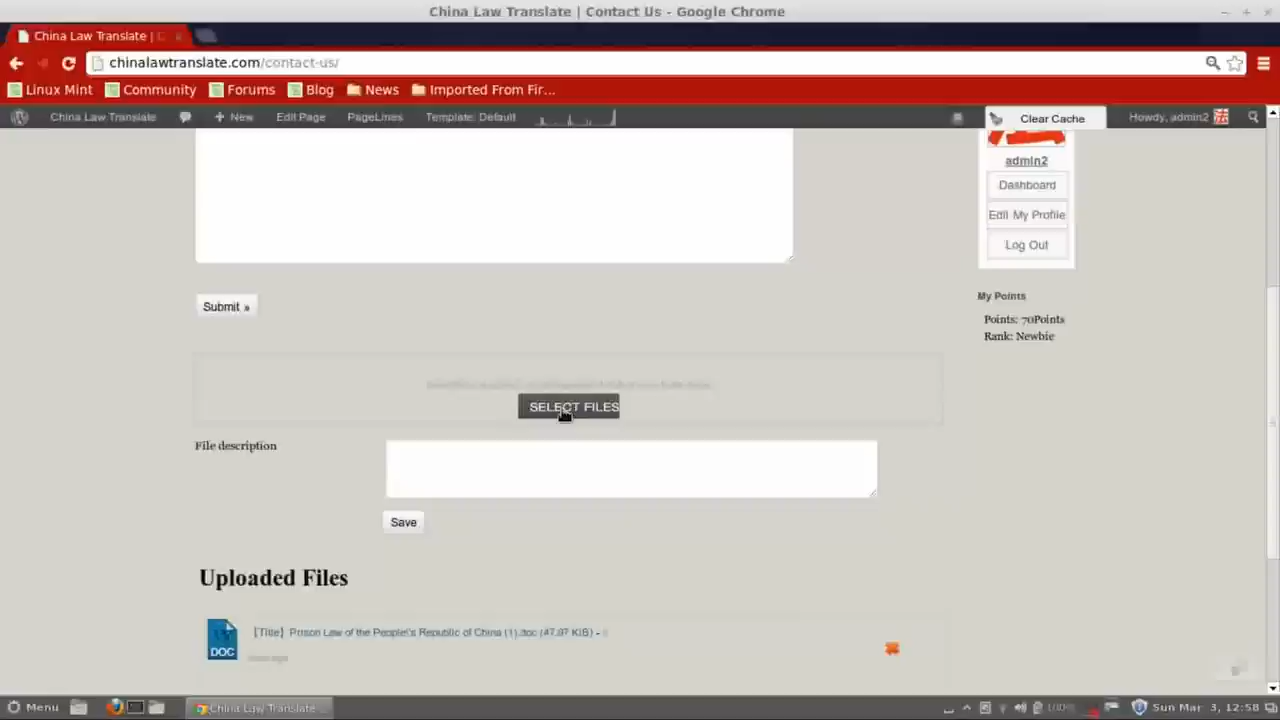 China Law Translate | Contact Us - Google Chrome
China Law Translate |
chinalawtranslate.com/contact-us/
Linux Mint Community Forums Blog News Imported From Fir...
China Law Translate New Edit Page PageLines Template: Default Clear Cache Howdy, admin2
admin2
Dashboard
Edit My Profile
Log Out
Submit »
My Points
Points: 70Points
Rank: Newbie
SELECT FILES
File description
Save
Uploaded Files
DOC
[Title] Prison Law of the People's Republic of China (1).doc (47.07 KiB) -
Menu China Law Translate 100% Sun Mar 3, 12:58